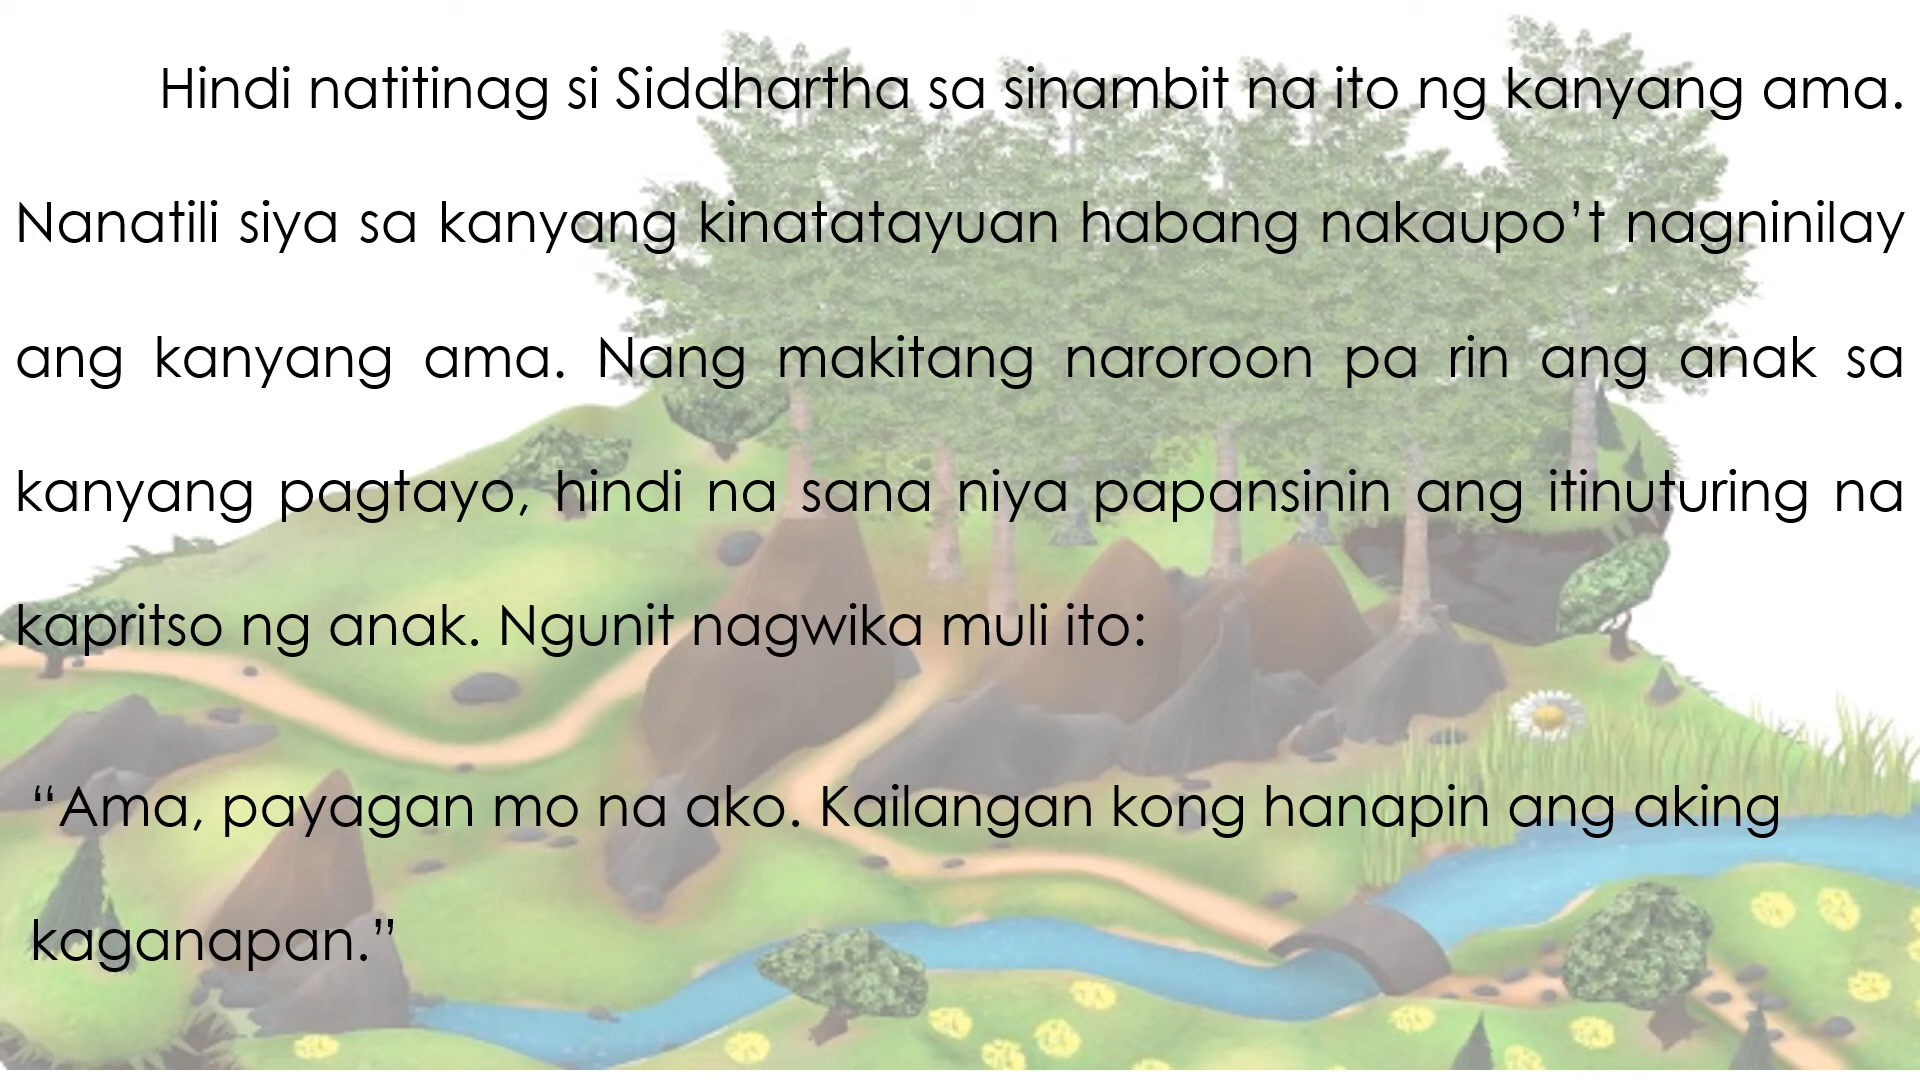 Hindi natitinag si Siddhartha sa sinambit na ito ng kanyang ama.
Nanatili siya sa kanyang kinatatayuan habang nakaupo’t nagninilay
ang kanyang ama. Nang makitang naroroon pa rin ang anak sa
kanyang pagtayo, hindi na sana niya papansinin ang itinuturing na
kapritso ng anak. Ngunit nagwika muli ito:
“Ama, payagan mo na ako. Kailangan kong hanapin ang aking
kaganapan.”